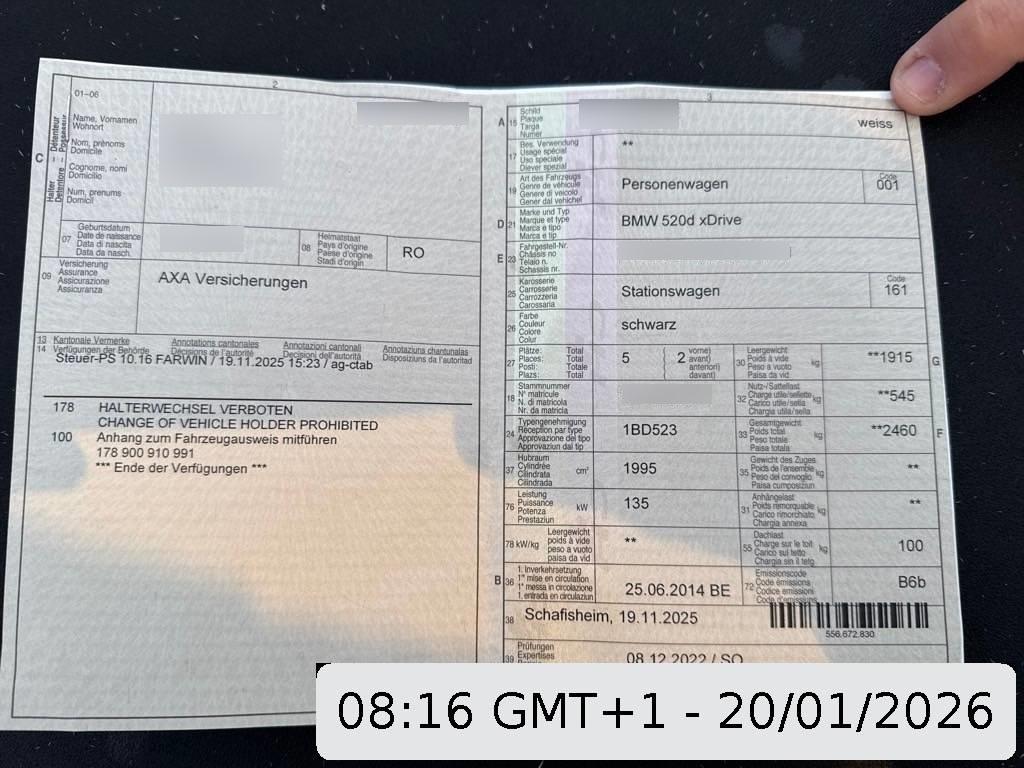 2
01–06
Name, Vornamen
Wohnort
Nom, prénoms
Domicile
Cognome, nomi
Domicilio
Num, prenums
Domicil
C
Halter Détenteur
Detentore Possessur
07
Geburtsdatum
Date de naissance
Data di nascita
Data da nasch.
08
Heimatstaat
Pays d'origine
Paese d'origine
Stadi d'origin
RO
09
Versicherung
Assurance
Assicurazione
Assicuranza
AXA Versicherungen
13 Kantonale Vermerke Annotations cantonales Annotazioni cantonali Annotaziuns chantunalas
14 Verfügungen der Behörde Décisions de l'autorité Decisioni dell'autorità Disposiziuns da l'autoritad
Steuer-PS 10.16 FARWIN / 19.11.2025 15:23 / ag-ctab
178 HALTERWECHSEL VERBOTEN
CHANGE OF VEHICLE HOLDER PROHIBITED
100 Anhang zum Fahrzeugausweis mitführen
178 900 910 991
*** Ende der Verfügungen ***
3
A 15
Schild
Plaque
Targa
Numer
weiss
17
Bes. Verwendung
Usage spécial
Uso speciale
Diever spezial
**
19
Art des Fahrzeugs
Genre de véhicule
Genere di veicolo
Gener dal vehichel
Personenwagen
Code
001
D 21
Marke und Typ
Marque et type
Marca e tipo
Marca e tip
BMW 520d xDrive
E 23
Fahrgestell-Nr.
Châssis no
Telaio n.
Schassis nr.
25
Karosserie
Carrosserie
Carrozzeria
Carossaria
Stationswagen
Code
161
26
Farbe
Couleur
Colore
Colur
schwarz
27
Plätze: Total
Places: Total
Posti: Totale
Plazs: Total
5
2
vorne)
avant)
anteriori)
davant)
30
Leergewicht
Poids à vide
Peso a vuoto
Paisa da vid
kg
**1915
G
18
Stammnummer
N° matricule
N. di matricola
Nr. da matricla
32
Nutz-/Sattellast
Charge utile/sellette
Carico utile/sella
Chargia utila/sella
kg
**545
24
Typengenehmigung
Réception par type
Approvazione del tipo
Approvaziun dal tip
1BD523
33
Gesamtgewicht
Poids total
Peso totale
Paisa totala
kg
**2460
F
37
Hubraum
Cylindrée
Cilindrata
Cilindrada
cm³
1995
35
Gewicht des Zuges
Poids de l'ensemble
Peso del convoglio
Paisa cumposiziun
kg
**
76
Leistung
Puissance
Potenza
Prestaziun
kW
135
31
Anhängelast
Poids remorquable
Carico rimorchiato
Chargia annexa
kg
**
78 kW/kg
Leergewicht
poids à vide
peso a vuoto
paisa da vid
**
55
Dachlast
Charge sur le toit
Carico sul tetto
Chargia sin il tetg
kg
100
B 36
1. Inverkehrsetzung
1re mise en circulation
1a messa in circolazione
1. entrada en circulaziun
25.06.2014 BE
72
Emissionscode
Code émissions
Codice emissioni
Code d'emissiuns
B6b
38
Schafisheim, 19.11.2025
556.672.830
39
Prüfungen
Expertises
08.12.2022 / SO
08:16 GMT+1 - 20/01/2026